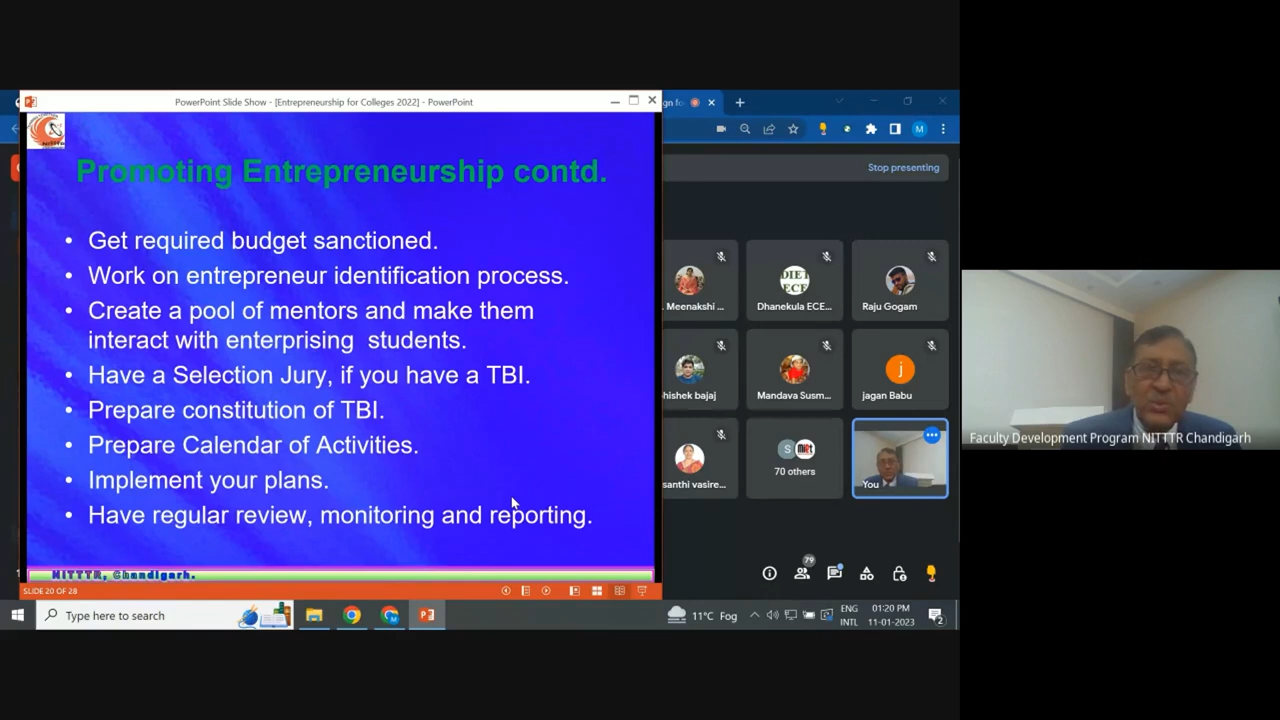 PowerPoint Slide Show - [Entrepreneurship for Colleges 2022] - PowerPoint
Promoting Entrepreneurship contd.
• Get required budget sanctioned.
• Work on entrepreneur identification process.
• Create a pool of mentors and make them
interact with enterprising students.
• Have a Selection Jury, if you have a TBI.
• Prepare constitution of TBI.
• Prepare Calendar of Activities.
• Implement your plans.
• Have regular review, monitoring and reporting.
NITTTR, Chandigarh.
SLIDE 20 OF 28
M
Stop presenting
Meenakshi ...
DIET
ECE
Dhanekula ECE...
Raju Gogam
hishek bajaj
Mandava Susm...
j
jagan Babu
santhi vasire...
S
70 others
You
79
Faculty Development Program NITTTR Chandigarh
Type here to search
11°C Fog
ENG
INTL
01:20 PM
11-01-2023
2